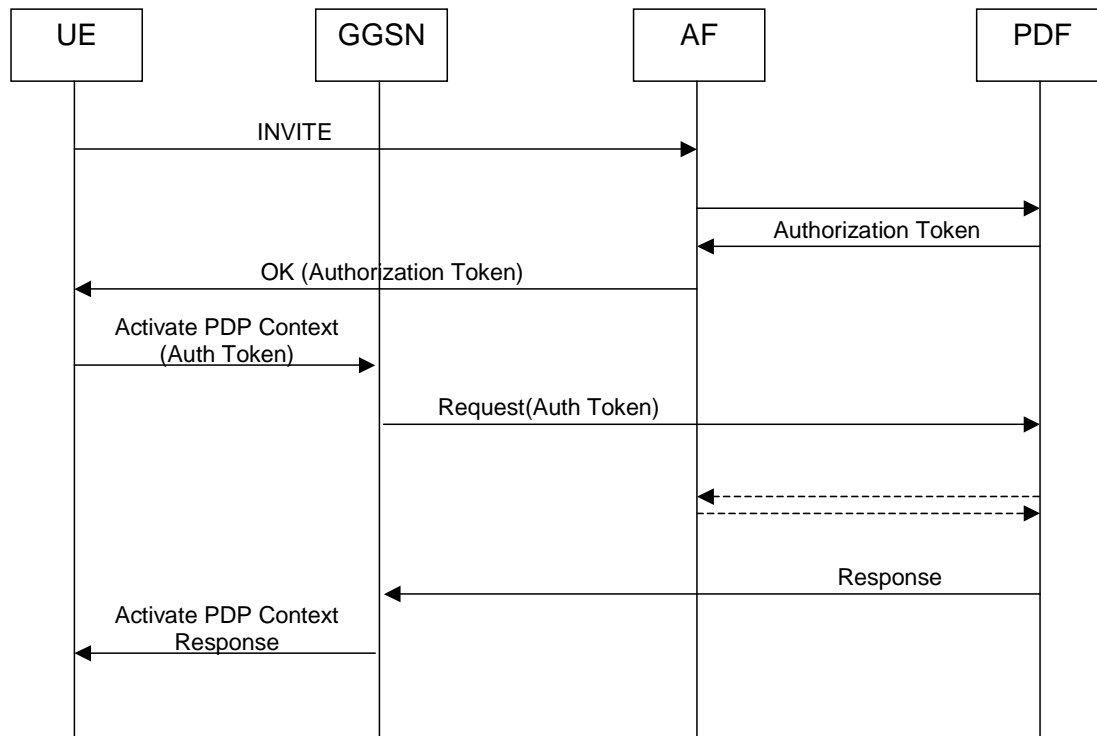 UE
GGSN
AF
PDF
INVITE
Authorization Token
OK (Authorization Token)
Activate PDP Context
(Auth Token)
Request(Auth Token)
Response
Activate PDP Context
Response